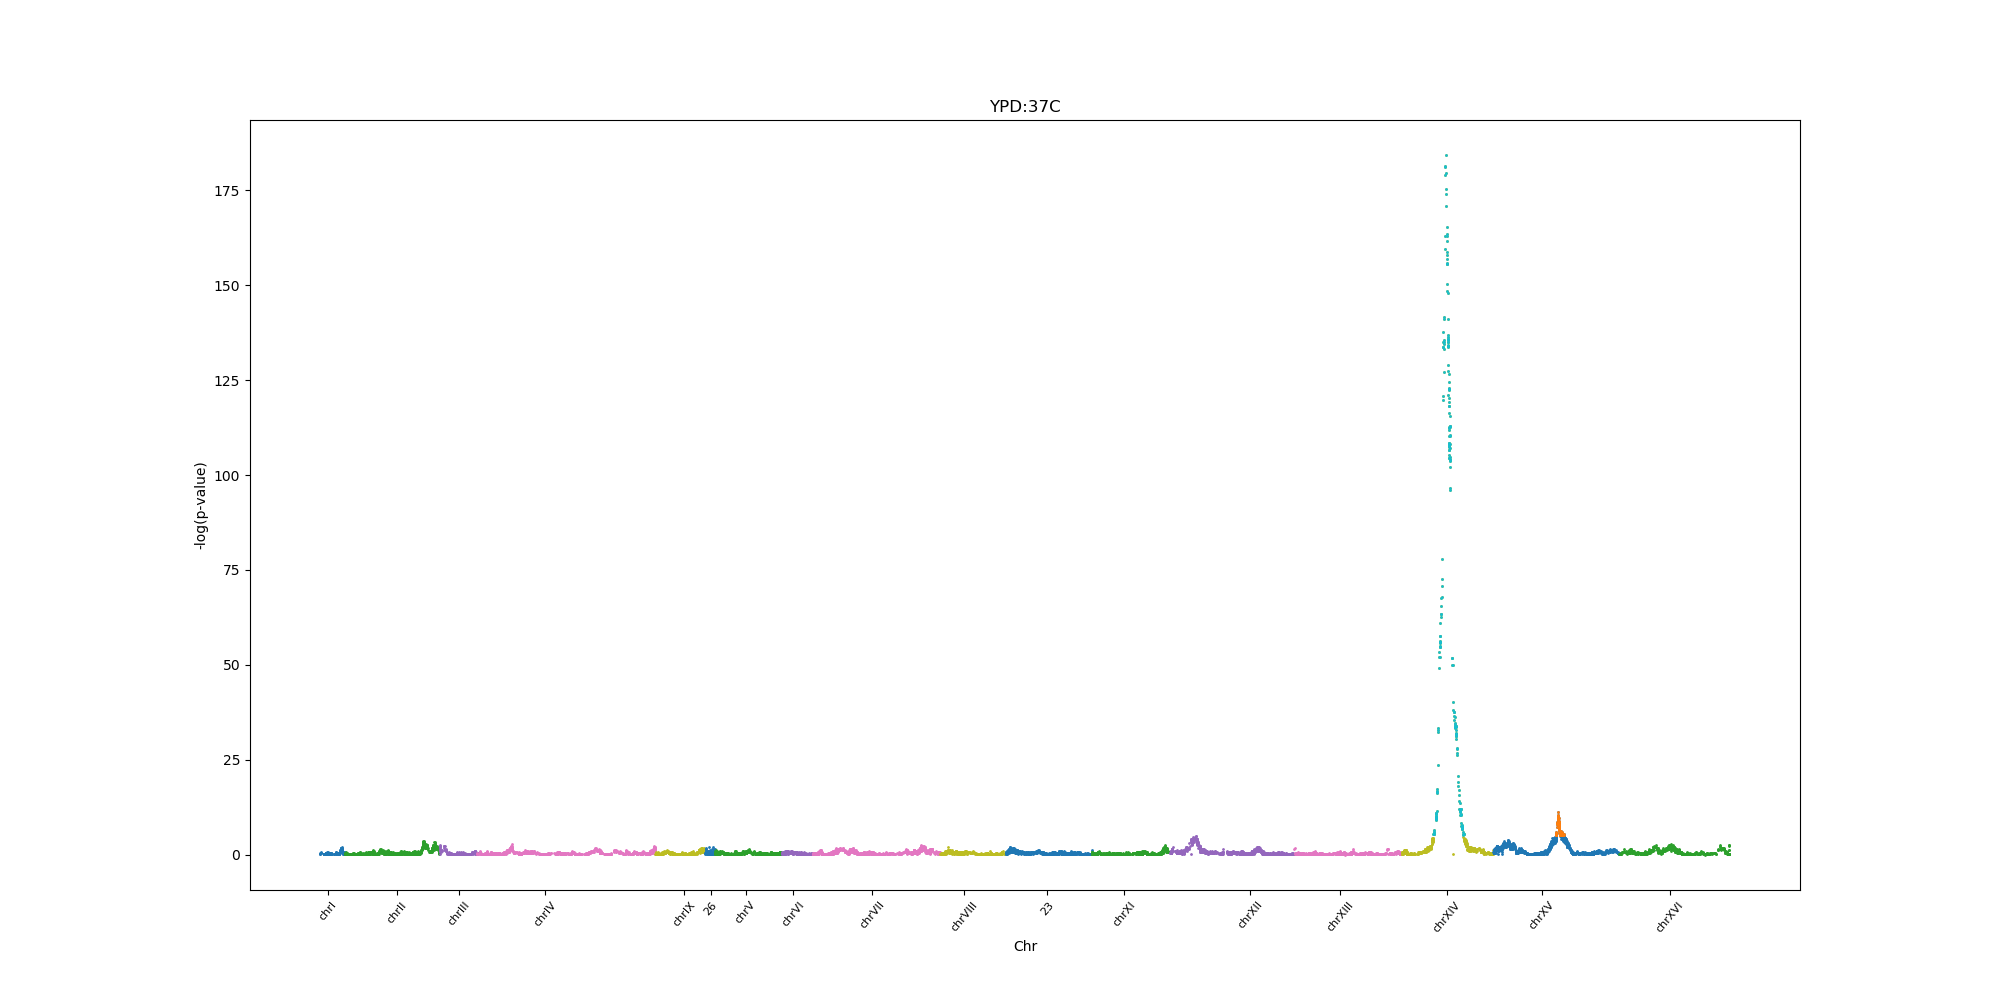 YPD:37C
-log(p-value)
175
150
125
100
75
50
25
0
chrI
chrII
chrIII
chrIV
chrIX
26
chrV
chrVI
chrVII
chrVIII
23
chrXI
chrXII
chrXIII
chrXIV
chrXV
chrXVI
Chr